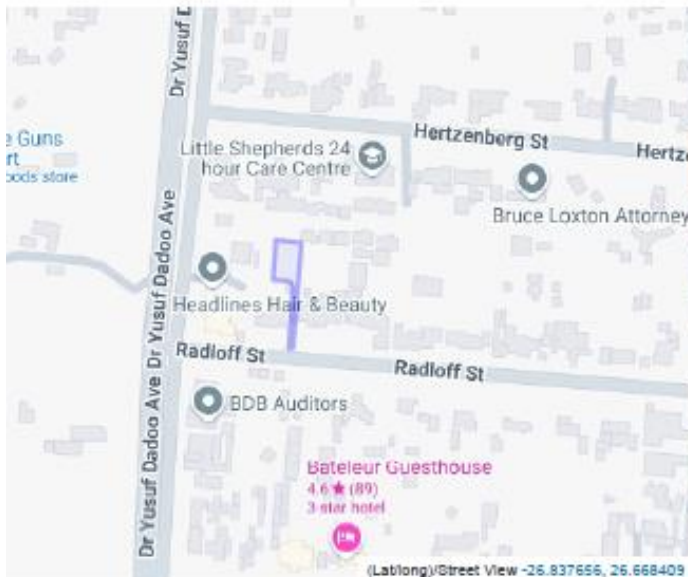 Dr Yusuf D
Hertzenberg St
Hertze
Little Shepherds 24
hour Care Centre
e Guns
rt
oods store
Bruce Loxton Attorney
Dr Yusuf Dadoo Ave
Dr Yusuf Dadoo Ave
Headlines Hair & Beauty
Radloff St
Radloff St
BDB Auditors
Bateleur Guesthouse
4.6★ (89)
3-star hotel
(Lat/long)/Street View -26.837656, 26.668409